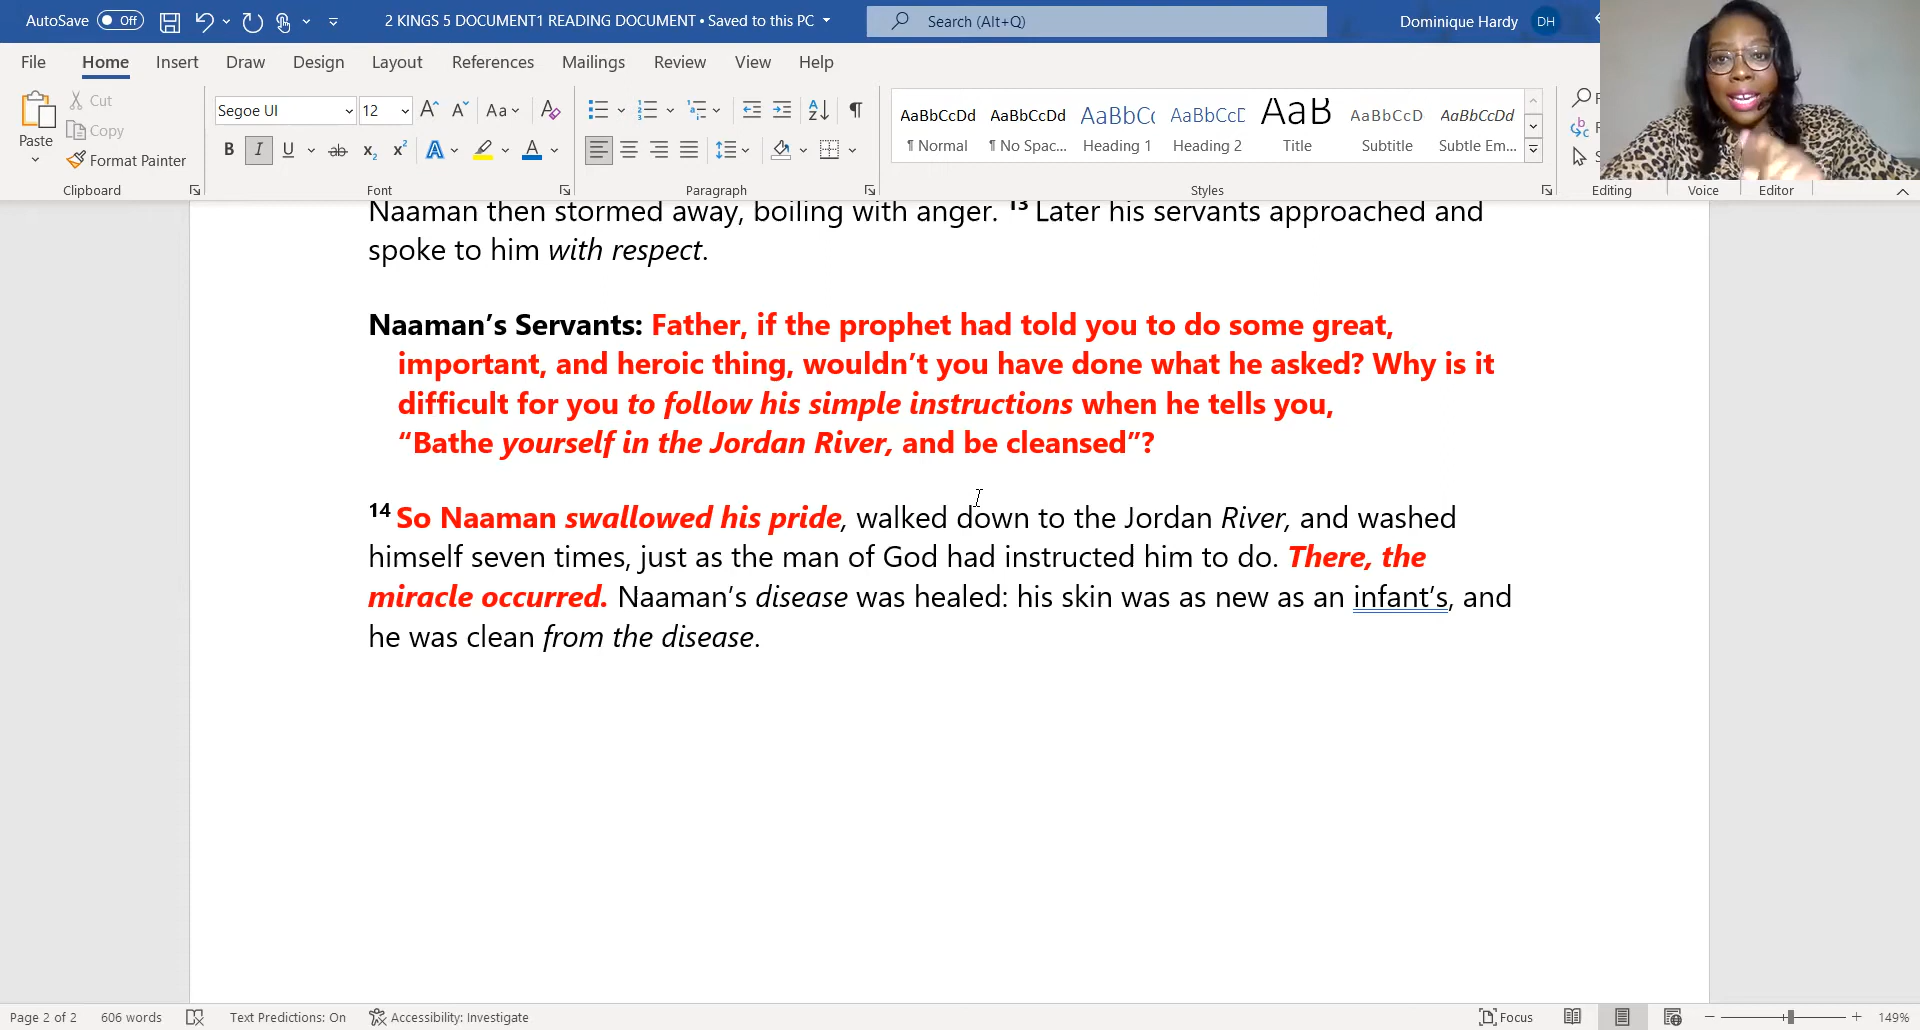 AutoSave Off 2 KINGS 5 DOCUMENT1 READING DOCUMENT • Saved to this PC Search (Alt+Q) Dominique Hardy DH
File Home Insert Draw Design Layout References Mailings Review View Help
Paste Cut Copy Format Painter
Segoe UI 12 A^ A˅ Aa A
B I U ab x₂ x² A A
AaBbCcDd AaBbCcDd AaBbCc AaBbCcD AaB AaBbCcD AaBbCcDd
¶ Normal ¶ No Spac... Heading 1 Heading 2 Title Subtitle Subtle Em...
Clipboard Font Paragraph Styles Editing Voice Editor
Naaman then stormed away, boiling with anger. 13 Later his servants approached and
spoke to him with respect.
Naaman’s Servants: Father, if the prophet had told you to do some great,
important, and heroic thing, wouldn’t you have done what he asked? Why is it
difficult for you to follow his simple instructions when he tells you,
“Bathe yourself in the Jordan River, and be cleansed”?
14 So Naaman swallowed his pride, walked down to the Jordan River, and washed
himself seven times, just as the man of God had instructed him to do. There, the
miracle occurred. Naaman’s disease was healed: his skin was as new as an infant’s, and
he was clean from the disease.
Page 2 of 2 606 words Text Predictions: On Accessibility: Investigate Focus 149%